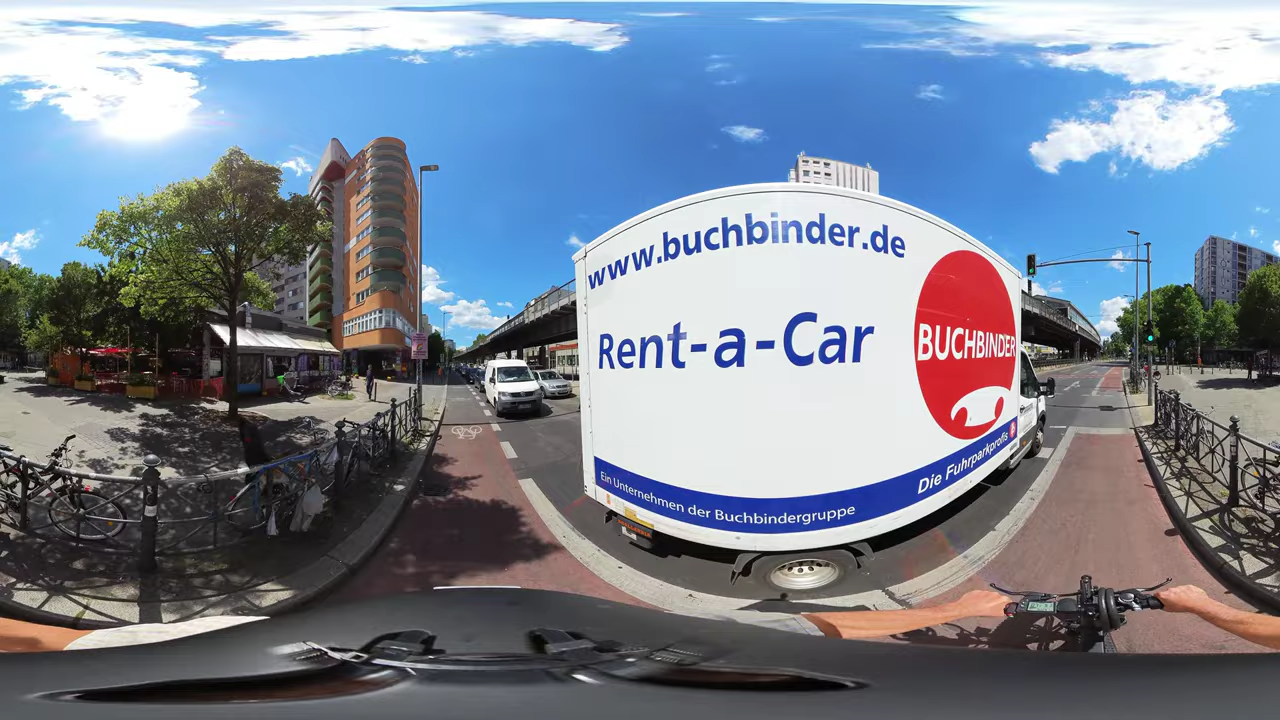 www.buchbinder.de
Rent-a-Car
BUCHBINDER
Die Fuhrparkprofis
Ein Unternehmen der Buchbindergruppe